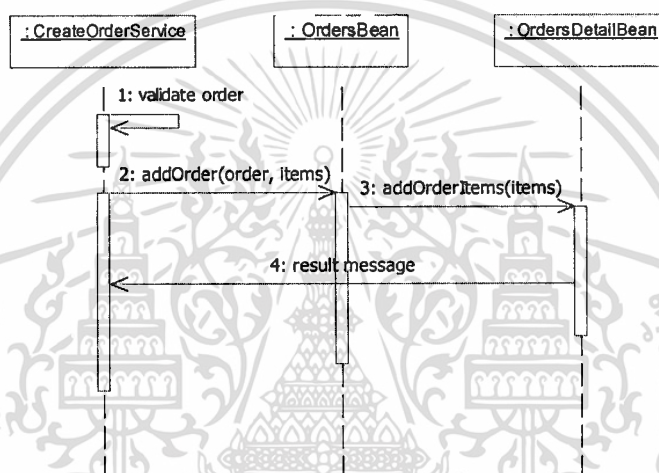 : CreateOrderService
: OrdersBean
: OrdersDetailBean
1: validate order
2: addOrder(order, items)
3: addOrderItems(items)
4: result message